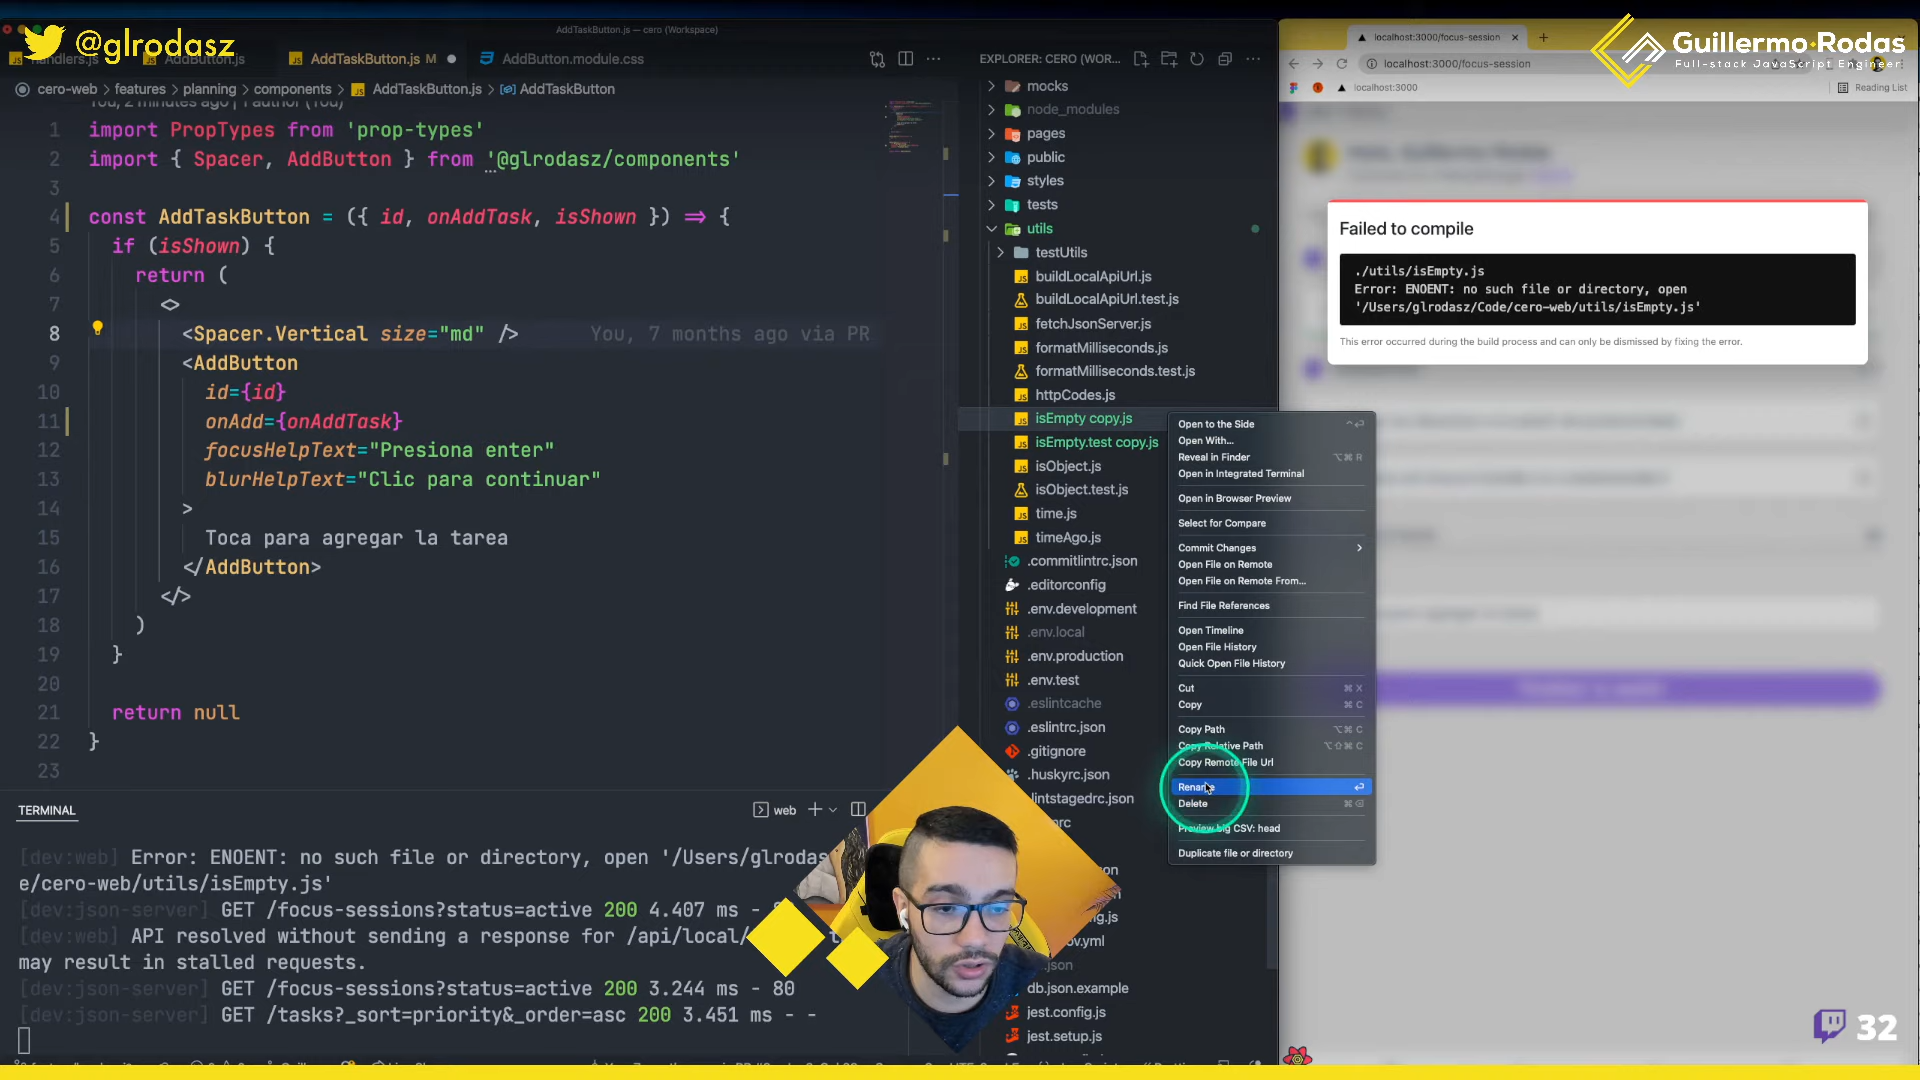 @glrodasz
AddTaskButton.js — cero (Workspace)
handlers.js
AddButton.js
AddTaskButton.js M
AddButton.module.css
cero-web > features > planning > components > AddTaskButton.js > AddTaskButton
You, 2 minutes ago | 1 author (You)
1 import PropTypes from 'prop-types'
2 import { Spacer, AddButton } from '@glrodasz/components'
3
4 const AddTaskButton = ({ id, onAddTask, isShown }) => {
5 if (isShown) {
6 return (
7 <>
8 <Spacer.Vertical size="md" /> You, 7 months ago via PR
9 <AddButton
10 id={id}
11 onAdd={onAddTask}
12 focusHelpText="Presiona enter"
13 blurHelpText="Clic para continuar"
14 >
15 Toca para agregar la tarea
16 </AddButton>
17 </>
18 )
19 }
20
21 return null
22 }
23
TERMINAL
web
[dev:web] Error: ENOENT: no such file or directory, open '/Users/glrodas
e/cero-web/utils/isEmpty.js'
[dev:json-server] GET /focus-sessions?status=active 200 4.407 ms -
[dev:web] API resolved without sending a response for /api/local/
may result in stalled requests.
[dev:json-server] GET /focus-sessions?status=active 200 3.244 ms - 80
[dev:json-server] GET /tasks?_sort=priority&_order=asc 200 3.451 ms - -
EXPLORER: CERO (WOR...
mocks
node_modules
pages
public
styles
tests
utils
testUtils
buildLocalApiUrl.js
buildLocalApiUrl.test.js
fetchJsonServer.js
formatMilliseconds.js
formatMilliseconds.test.js
httpCodes.js
isEmpty copy.js
isEmpty.test copy.js
isObject.js
isObject.test.js
time.js
timeAgo.js
.commitlintrc.json
.editorconfig
.env.development
.env.local
.env.production
.env.test
.eslintcache
.eslintrc.json
.gitignore
.huskyrc.json
lintstagedrc.json
db.json.example
jest.config.js
jest.setup.js
Open to the Side
Open With...
Reveal in Finder ⌥⌘ R
Open in Integrated Terminal
Open in Browser Preview
Select for Compare
Commit Changes
Open File on Remote
Open File on Remote From...
Find File References
Open Timeline
Open File History
Quick Open File History
Cut ⌘ X
Copy ⌘ C
Copy Path ⌥⌘ C
Copy Relative Path ⌥⇧⌘ C
Copy Remote File Url
Rename
Delete
Preview big CSV: head
Duplicate file or directory
localhost:3000/focus-session
localhost:3000/focus-session
localhost:3000
Reading List
Guillermo Rodas
Full-stack JavaScript Engineer
Failed to compile
./utils/isEmpty.js
Error: ENOENT: no such file or directory, open
'/Users/glrodasz/Code/cero-web/utils/isEmpty.js'
This error occurred during the build process and can only be dismissed by fixing the error.
32